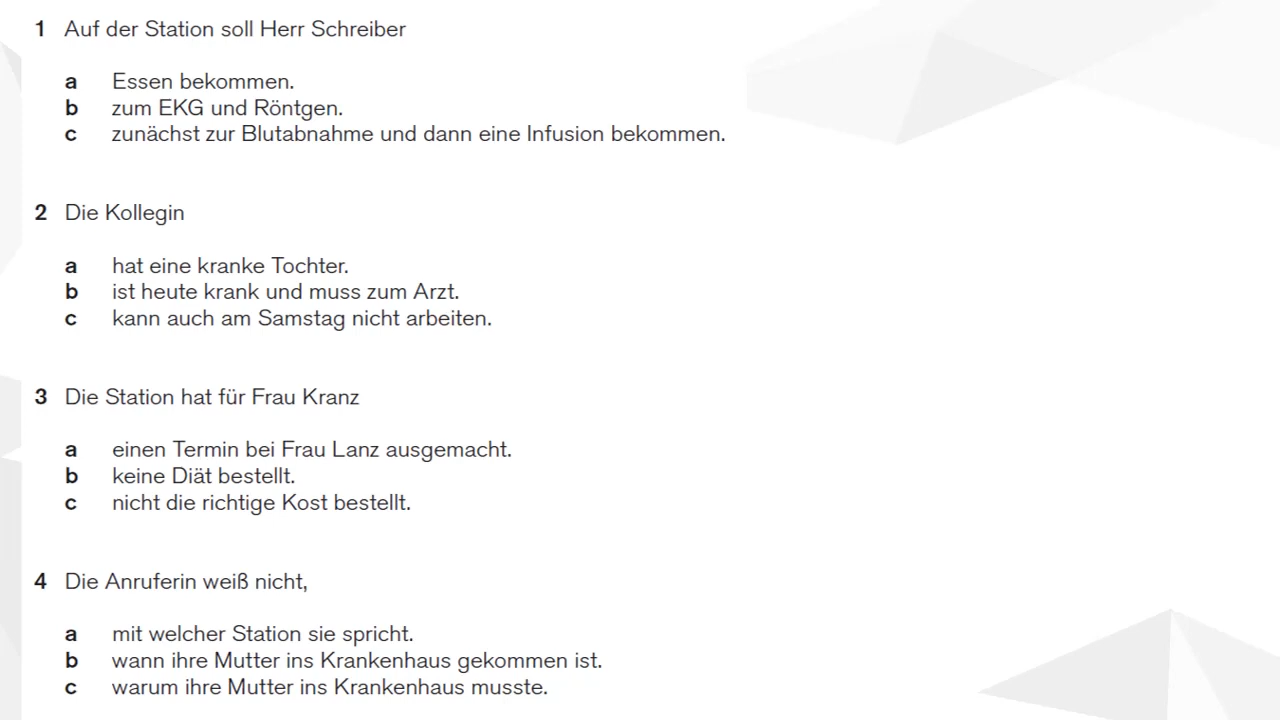 1 Auf der Station soll Herr Schreiber
a Essen bekommen.
b zum EKG und Röntgen.
c zunächst zur Blutabnahme und dann eine Infusion bekommen.
2 Die Kollegin
a hat eine kranke Tochter.
b ist heute krank und muss zum Arzt.
c kann auch am Samstag nicht arbeiten.
3 Die Station hat für Frau Kranz
a einen Termin bei Frau Lanz ausgemacht.
b keine Diät bestellt.
c nicht die richtige Kost bestellt.
4 Die Anruferin weiß nicht,
a mit welcher Station sie spricht.
b wann ihre Mutter ins Krankenhaus gekommen ist.
c warum ihre Mutter ins Krankenhaus musste.